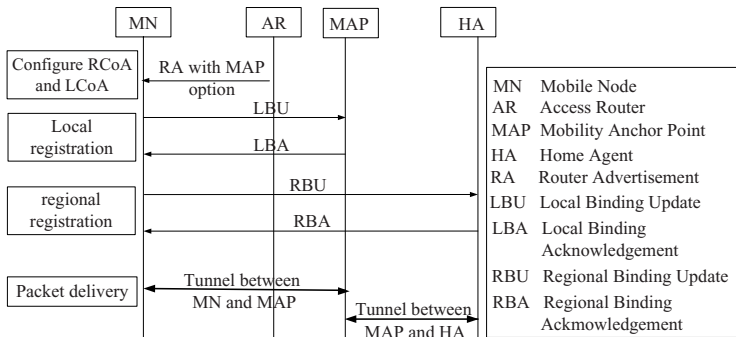 MN
AR
MAP
HA
Configure RCoA
and LCoA
RA with MAP
option
LBU
Local
registration
LBA
regional
registration
RBU
RBA
Packet delivery
Tunnel between
MN and MAP
Tunnel between
MAP and HA
MN Mobile Node
AR Access Router
MAP Mobility Anchor Point
HA Home Agent
RA Router Advertisement
LBU Local Binding Update
LBA Local Binding
Acknowledgement
RBU Regional Binding Update
RBA Regional Binding
Ackmowledgement